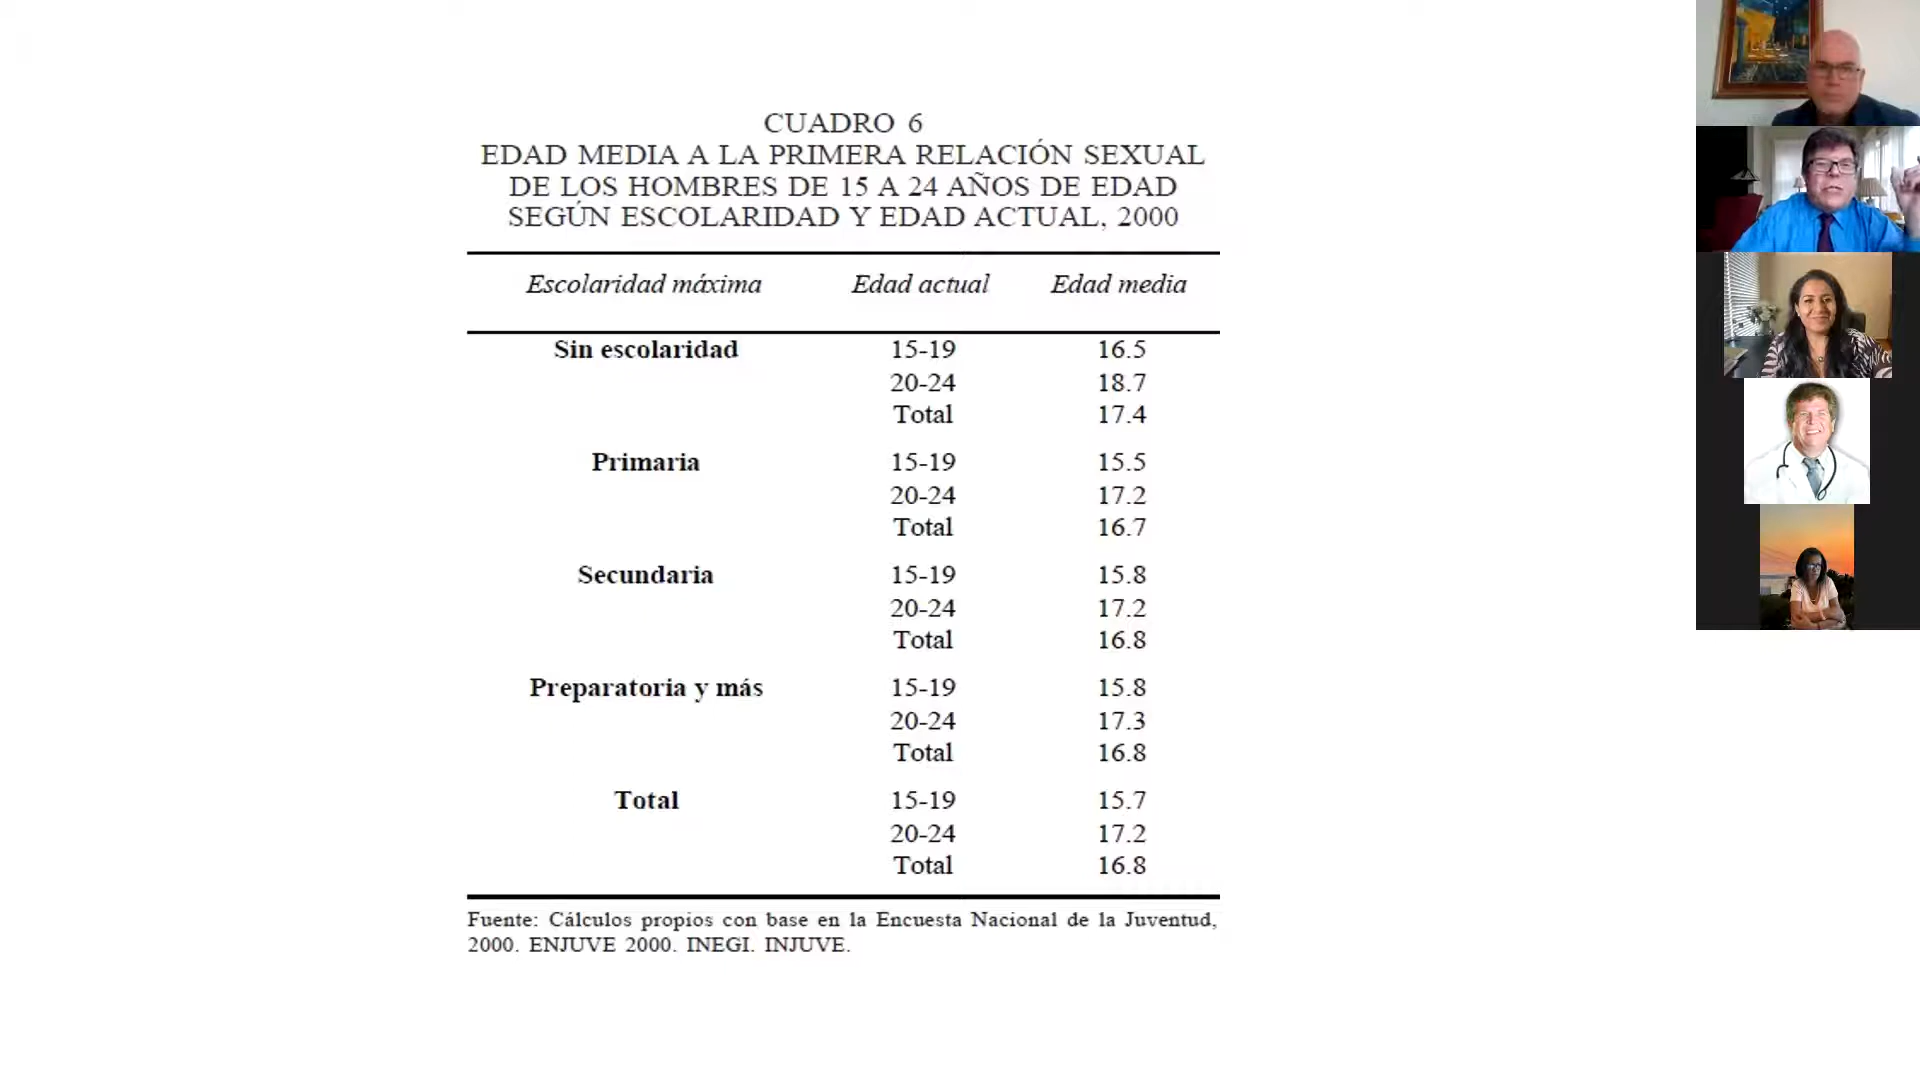 CUADRO 6
EDAD MEDIA A LA PRIMERA RELACIÓN SEXUAL
DE LOS HOMBRES DE 15 A 24 AÑOS DE EDAD
SEGÚN ESCOLARIDAD Y EDAD ACTUAL, 2000
Escolaridad máxima Edad actual Edad media
Sin escolaridad 15-19 16.5
20-24 18.7
Total 17.4
Primaria 15-19 15.5
20-24 17.2
Total 16.7
Secundaria 15-19 15.8
20-24 17.2
Total 16.8
Preparatoria y más 15-19 15.8
20-24 17.3
Total 16.8
Total 15-19 15.7
20-24 17.2
Total 16.8
Fuente: Cálculos propios con base en la Encuesta Nacional de la Juventud,
2000. ENJUVE 2000. INEGI. INJUVE.